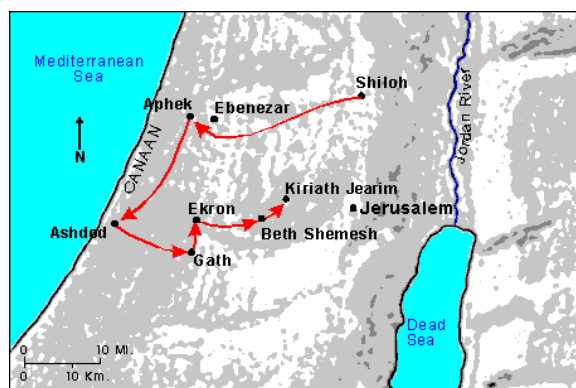 Mediterranean
Sea
Shiloh
Aphek
Ebenezar
Jordan River
N
CANAAN
Kiriath Jearim
Ekron
Jerusalem
Ashdod
Beth Shemesh
Gath
Dead
Sea
0 10 MI.
0 10 Km.